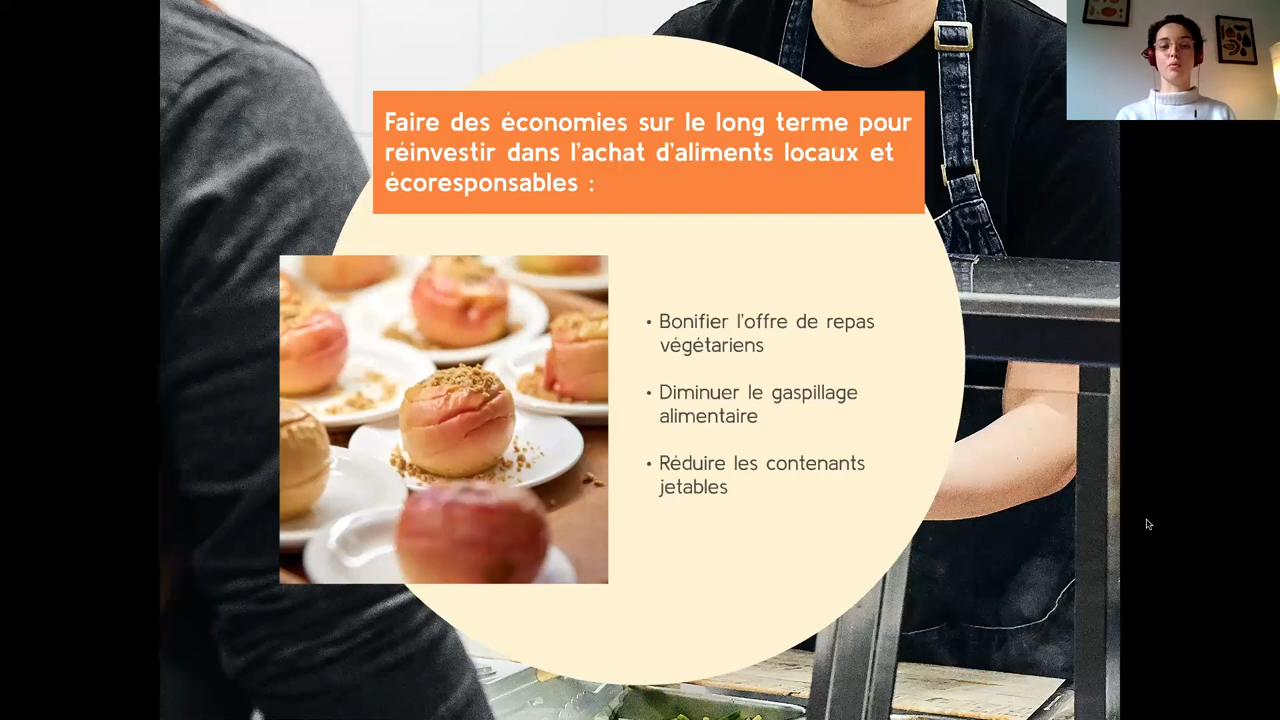 Faire des économies sur le long terme pour
réinvestir dans l'achat d'aliments locaux et
écoresponsables :
• Bonifier l'offre de repas
végétariens
• Diminuer le gaspillage
alimentaire
• Réduire les contenants
jetables